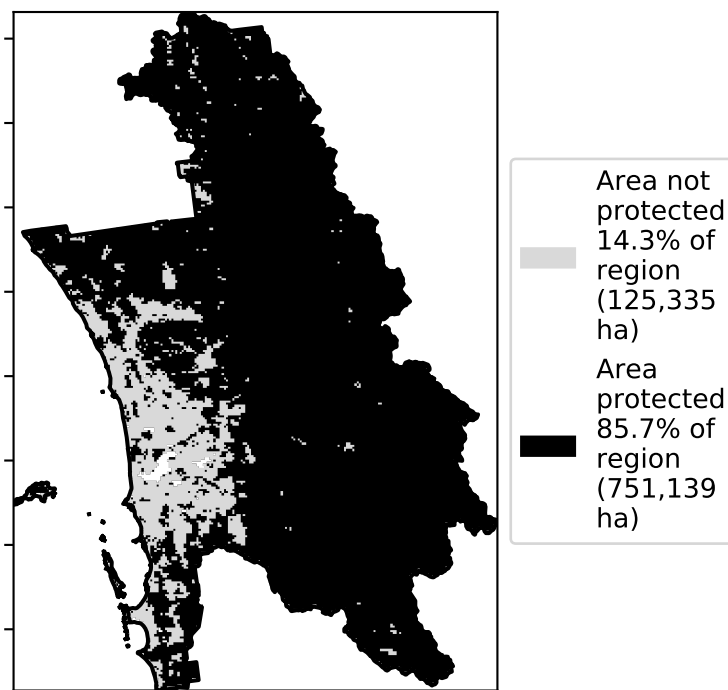 Area not
protected
14.3% of
region
(125,335
ha)
Area
protected
85.7% of
region
(751,139
ha)